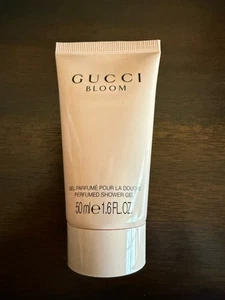 GUCCI
BLOOM
GEL PARFUMÉ POUR LA DOUCHE
PERFUMED SHOWER GEL
50 ml ℮ 1.6 FL.OZ.